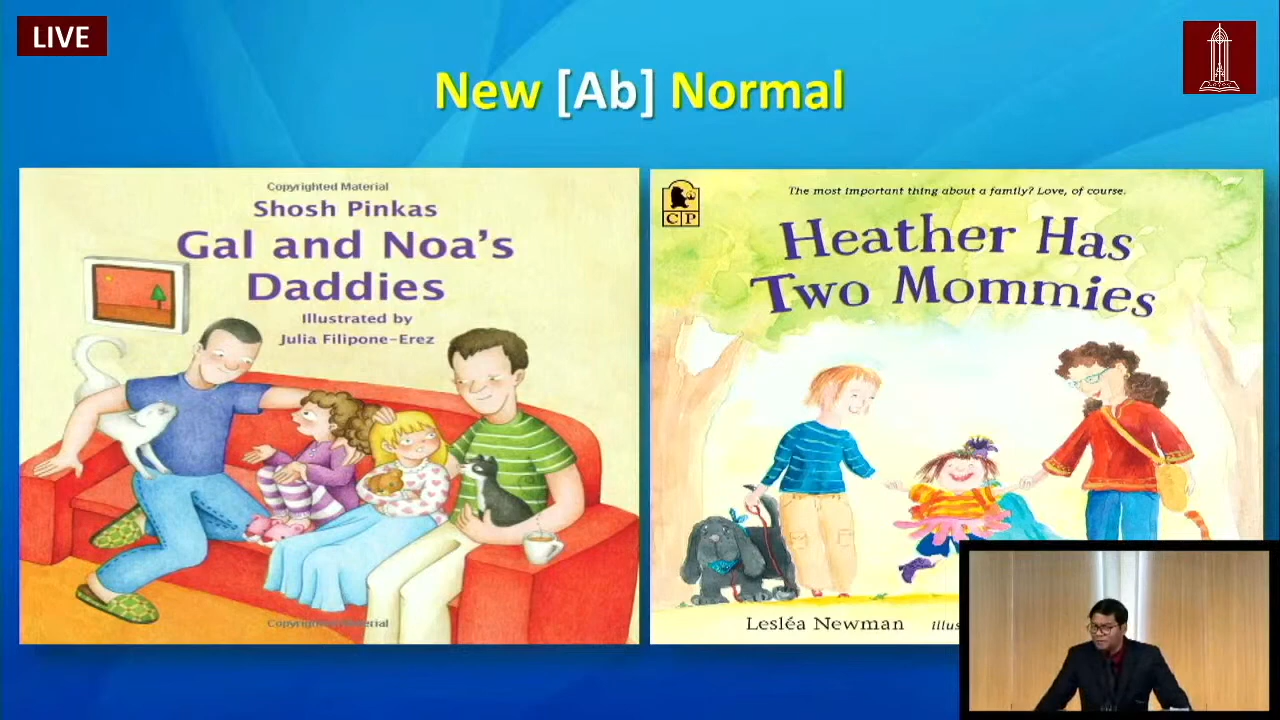 LIVE
New [Ab] Normal
Copyrighted Material
Shosh Pinkas
Gal and Noa's
Daddies
Illustrated by
Julia Filipone-Erez
Copyrighted Material
The most important thing about a family? Love, of course.
CP
Heather Has
Two Mommies
Lesléa Newman illus